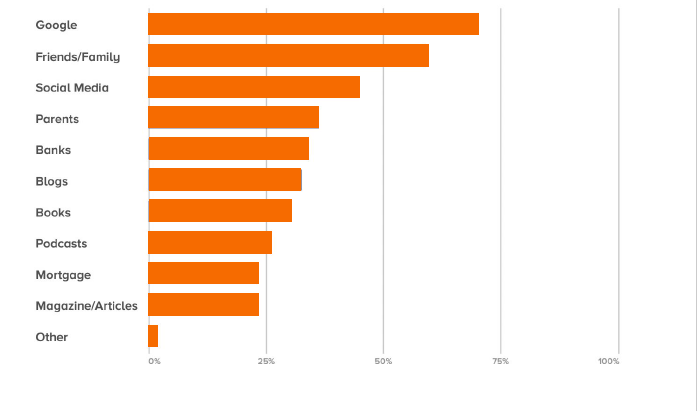 Google
Friends/Family
Social Media
Parents
Banks
Blogs
Books
Podcasts
Mortgage
Magazine/Articles
Other
0% 25% 50% 75% 100%